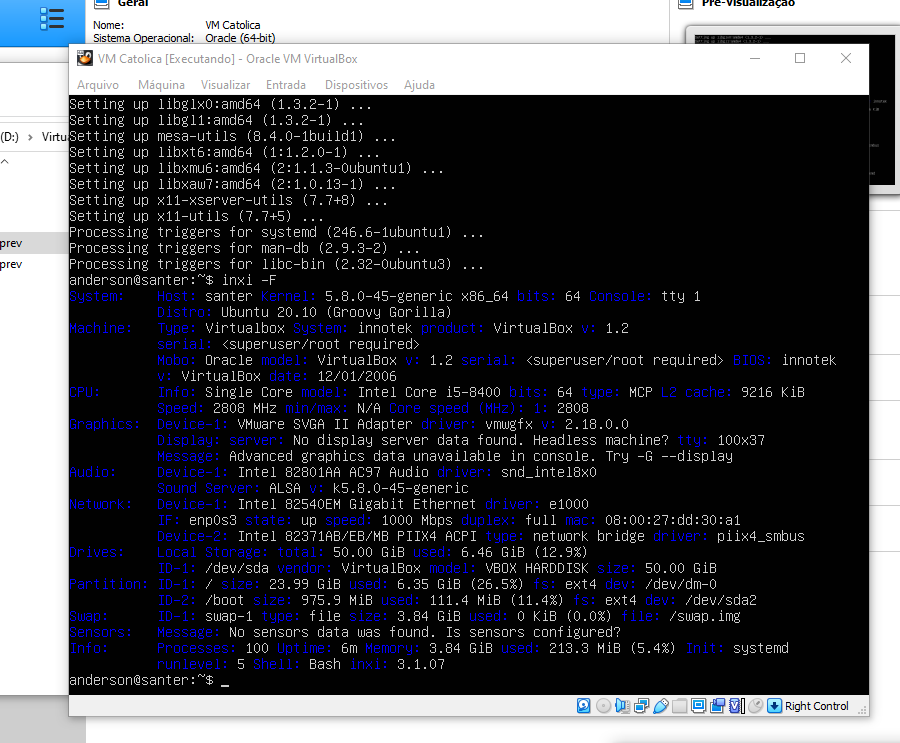 Geral
Pré-Visualização
Nome: VM Catolica
Sistema Operacional: Oracle (64-bit)
VM Catolica [Executando] - Oracle VM VirtualBox
Arquivo Máquina Visualizar Entrada Dispositivos Ajuda
(D:) > Virtua
prev
prev
Setting up libglx0:amd64 (1.3.2-1) ...
Setting up libgl1:amd64 (1.3.2-1) ...
Setting up mesa-utils (8.4.0-1build1) ...
Setting up libxt6:amd64 (1:1.2.0-1) ...
Setting up libxmu6:amd64 (2:1.1.3-0ubuntu1) ...
Setting up libxaw7:amd64 (2:1.0.13-1) ...
Setting up x11-xserver-utils (7.7+8) ...
Setting up x11-utils (7.7+5) ...
Processing triggers for systemd (246.6-1ubuntu1) ...
Processing triggers for man-db (2.9.3-2) ...
Processing triggers for libc-bin (2.32-0ubuntu3) ...
anderson@santer:~$ inxi -F
System: Host: santer Kernel: 5.8.0-45-generic x86_64 bits: 64 Console: tty 1
Distro: Ubuntu 20.10 (Groovy Gorilla)
Machine: Type: Virtualbox System: innotek product: VirtualBox v: 1.2
serial: <superuser/root required>
Mobo: Oracle model: VirtualBox v: 1.2 serial: <superuser/root required> BIOS: innotek
v: VirtualBox date: 12/01/2006
CPU: Info: Single Core model: Intel Core i5-8400 bits: 64 type: MCP L2 cache: 9216 KiB
Speed: 2808 MHz min/max: N/A Core speed (MHz): 1: 2808
Graphics: Device-1: VMware SVGA II Adapter driver: vmwgfx v: 2.18.0.0
Display: server: No display server data found. Headless machine? tty: 100x37
Message: Advanced graphics data unavailable in console. Try -G --display
Audio: Device-1: Intel 82801AA AC97 Audio driver: snd_intel8x0
Sound Server: ALSA v: k5.8.0-45-generic
Network: Device-1: Intel 82540EM Gigabit Ethernet driver: e1000
IF: enp0s3 state: up speed: 1000 Mbps duplex: full mac: 08:00:27:dd:30:a1
Device-2: Intel 82371AB/EB/MB PIIX4 ACPI type: network bridge driver: piix4_smbus
Drives: Local Storage: total: 50.00 GiB used: 6.46 GiB (12.9%)
ID-1: /dev/sda vendor: VirtualBox model: VBOX HARDDISK size: 50.00 GiB
Partition: ID-1: / size: 23.99 GiB used: 6.35 GiB (26.5%) fs: ext4 dev: /dev/dm-0
ID-2: /boot size: 975.9 MiB used: 111.4 MiB (11.4%) fs: ext4 dev: /dev/sda2
Swap: ID-1: swap-1 type: file size: 3.84 GiB used: 0 KiB (0.0%) file: /swap.img
Sensors: Message: No sensors data was found. Is sensors configured?
Info: Processes: 100 Uptime: 6m Memory: 3.84 GiB used: 213.3 MiB (5.4%) Init: systemd
runlevel: 5 Shell: Bash inxi: 3.1.07
anderson@santer:~$ _
Right Control